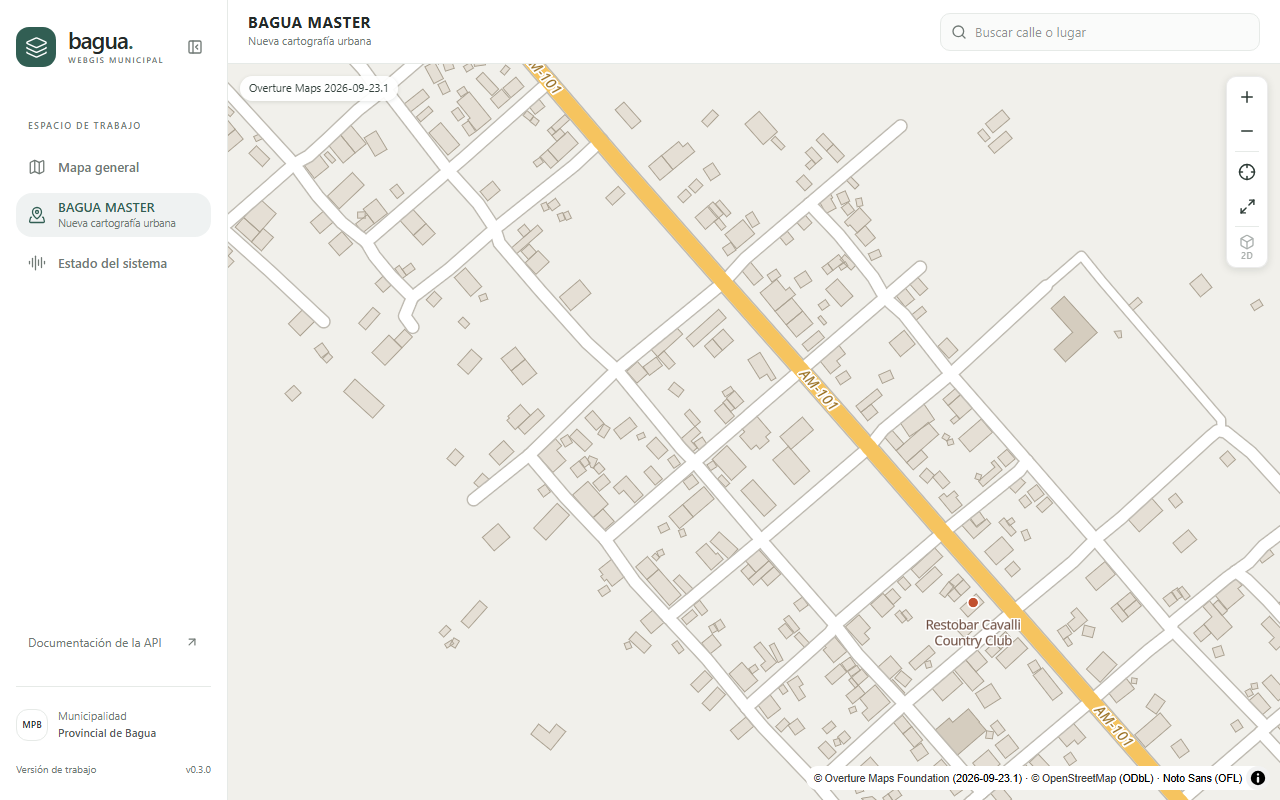 bagua.
WEBGIS MUNICIPAL
ESPACIO DE TRABAJO
Mapa general
BAGUA MASTER
Nueva cartografía urbana
Estado del sistema
Documentación de la API
MPB
Municipalidad
Provincial de Bagua
Versión de trabajo
v0.3.0
BAGUA MASTER
Nueva cartografía urbana
Buscar calle o lugar
Overture Maps 2026-09-23.1
AM-101
2D
AM-101
Restobar Cavalli
Country Club
AM-101
© Overture Maps Foundation (2026-09-23.1) · © OpenStreetMap (ODbL) · Noto Sans (OFL)